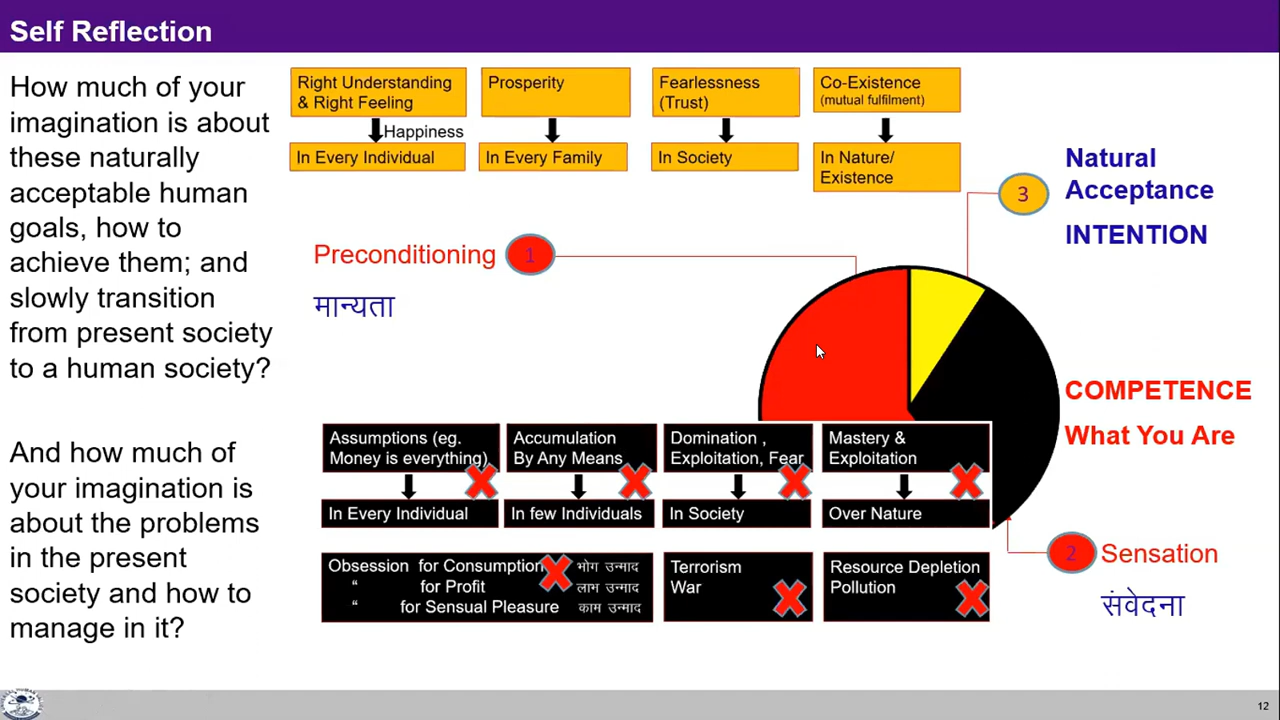 Self Reflection
How much of your
imagination is about
these naturally
acceptable human
goals, how to
achieve them; and
slowly transition
from present society
to a human society?
And how much of
your imagination is
about the problems
in the present
society and how to
manage in it?
Right Understanding
& Right Feeling
Happiness
In Every Individual
Prosperity
In Every Family
Fearlessness
(Trust)
In Society
Co-Existence
(mutual fulfilment)
In Nature/
Existence
3
Natural
Acceptance
INTENTION
Preconditioning
1
मान्यता
COMPETENCE
What You Are
Assumptions (eg.
Money is everything)
In Every Individual
Accumulation
By Any Means
In few Individuals
Domination ,
Exploitation, Fear
In Society
Mastery &
Exploitation
Over Nature
Obsession for Consumption भोग उन्माद
“ for Profit लाभ उन्माद
“ for Sensual Pleasure काम उन्माद
Terrorism
War
Resource Depletion
Pollution
2
Sensation
संवेदना
12